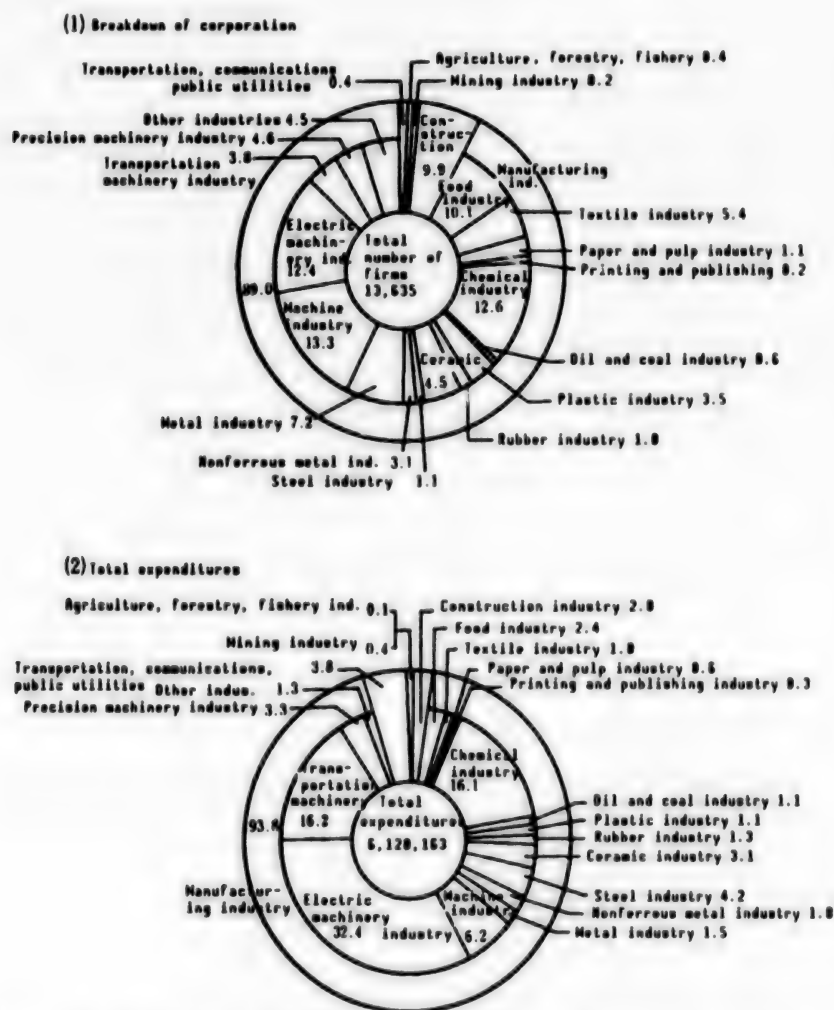 (1) Breakdown of corporation
Agriculture, forestry, fishery 0.4
Transportation, communications
public utilities 0.4
Mining industry 0.2
Other industries 4.5
Con-
struc-
tion
9.9
Precision machinery industry 4.6
Manufacturing
ind.
Transportation 3.8
machinery industry
Food
industry
10.1
Textile industry 5.4
Electric
machin-
ery ind.
12.4
Total
number of
firms
13,635
Paper and pulp industry 1.1
Printing and publishing 0.2
Chemical
industry
12.6
89.0
Machine
industry
13.3
Ceramic
4.5
Oil and coal industry 0.6
Plastic industry 3.5
Metal industry 7.2
Rubber industry 1.0
Nonferrous metal ind. 3.1
Steel industry 1.1
(2) Total expenditures
Agriculture, forestry, fishery ind. 0.1
Construction industry 2.0
Food industry 2.4
Mining industry 0.4
Textile industry 1.0
Transportation, communications,
public utilities
3.8
Paper and pulp industry 0.6
Other indus. 1.3
Printing and publishing industry 0.3
Precision machinery industry 3.3
Chemical
industry
16.1
Trans-
portation
machinery
16.2
Total
expenditures
6,120,163
Oil and coal industry 1.1
Plastic industry 1.1
Rubber industry 1.3
Ceramic industry 3.1
93.8
Manufactur-
ing industry
Electric
machinery
32.4 industry
Machine
industr
6.2
Steel industry 4.2
Nonferrous metal industry 1.8
Metal industry 1.5